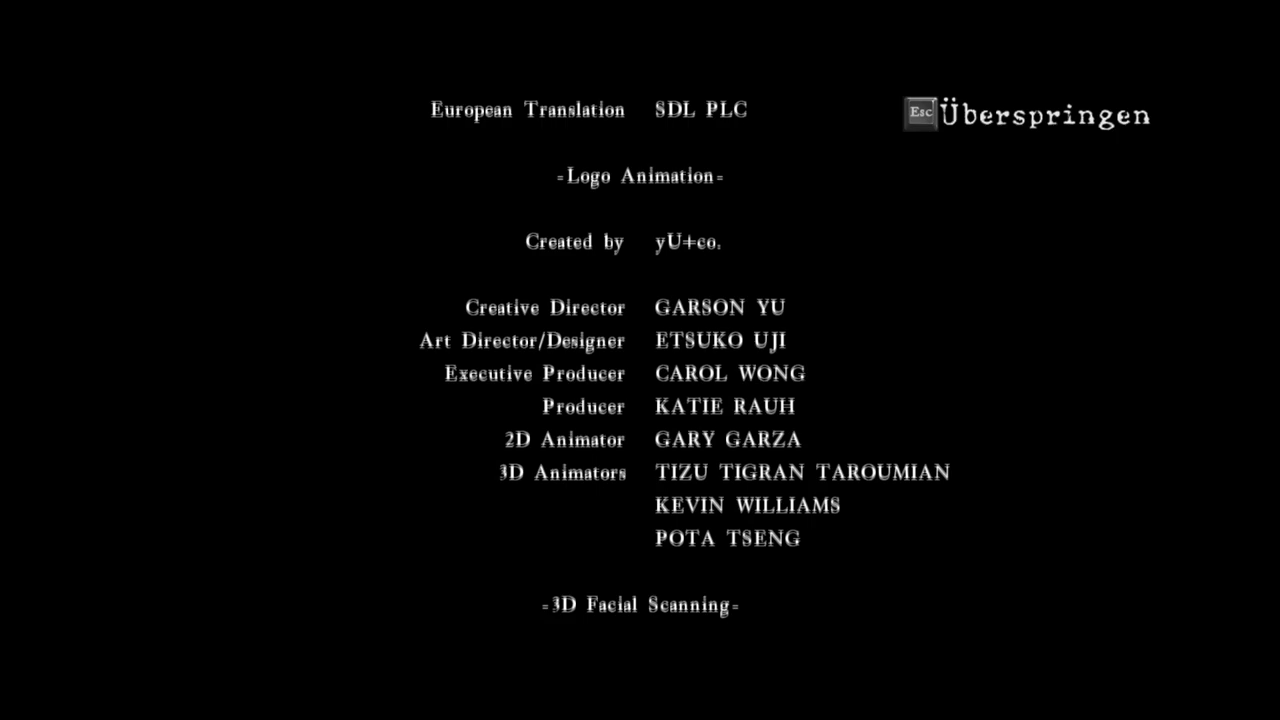 European Translation SDL PLC
Esc Überspringen
-Logo Animation-
Created by yU+co.
Creative Director GARSON YU
Art Director/Designer ETSUKO UJI
Executive Producer CAROL WONG
Producer KATIE RAUH
2D Animator GARY GARZA
3D Animators TIZU TIGRAN TAROUMIAN
KEVIN WILLIAMS
POTA TSENG
-3D Facial Scanning-